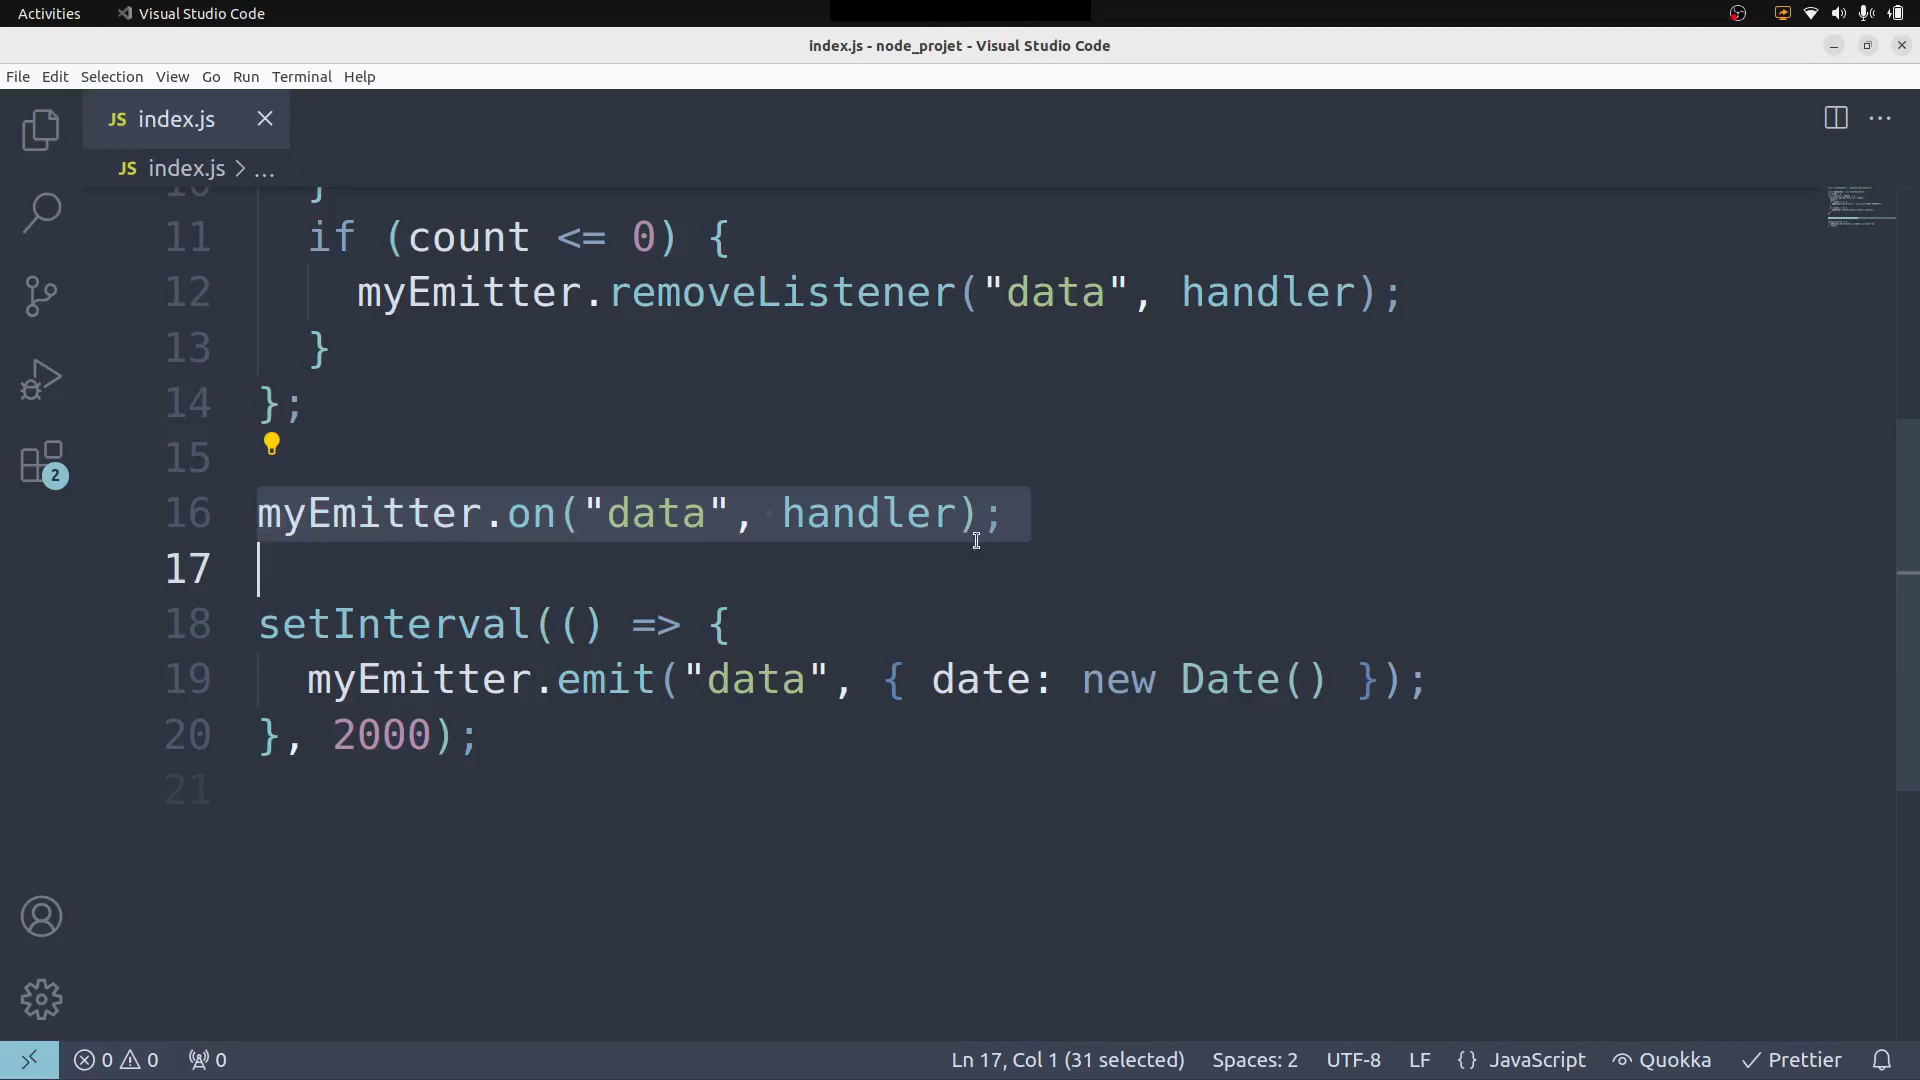 Activities Visual Studio Code
index.js - node_projet - Visual Studio Code
File Edit Selection View Go Run Terminal Help
JS index.js
JS index.js > ...
10 }
11 if (count <= 0) {
12 myEmitter.removeListener("data", handler);
13 }
14 };
15
16 myEmitter.on("data", handler);
17
18 setInterval(() => {
19 myEmitter.emit("data", { date: new Date() });
20 }, 2000);
21
2
0 0 0 Ln 17, Col 1 (31 selected) Spaces: 2 UTF-8 LF {} JavaScript Quokka Prettier